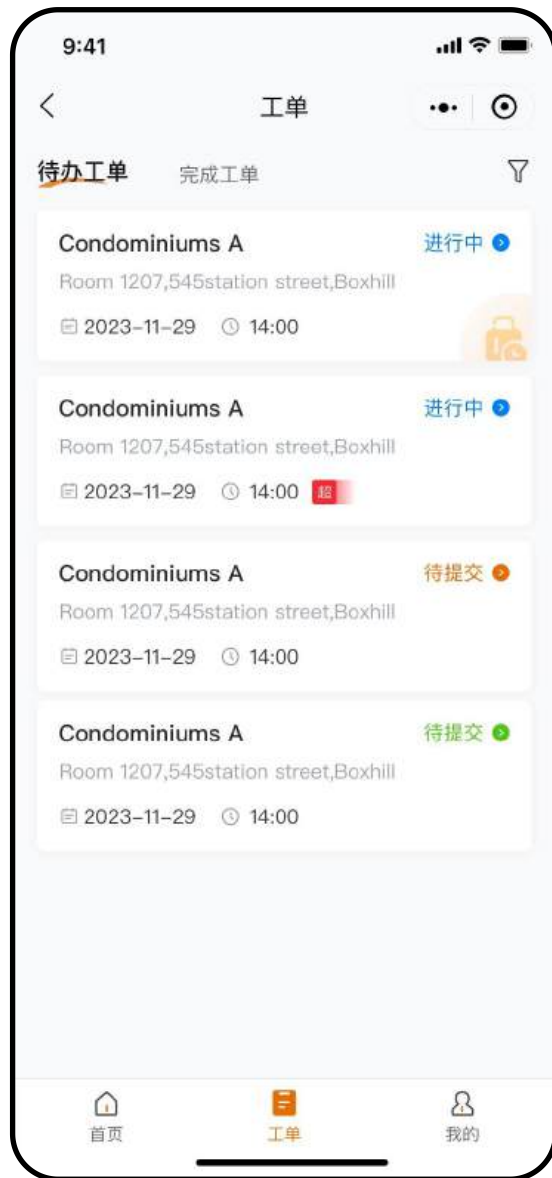 9:41
工单
待办工单 完成工单
Condominiums A 进行中
Room 1207,545station street,Boxhill
2023-11-29 14:00
Condominiums A 进行中
Room 1207,545station street,Boxhill
2023-11-29 14:00 超
Condominiums A 待提交
Room 1207,545station street,Boxhill
2023-11-29 14:00
Condominiums A 待提交
Room 1207,545station street,Boxhill
2023-11-29 14:00
首页 工单 我的